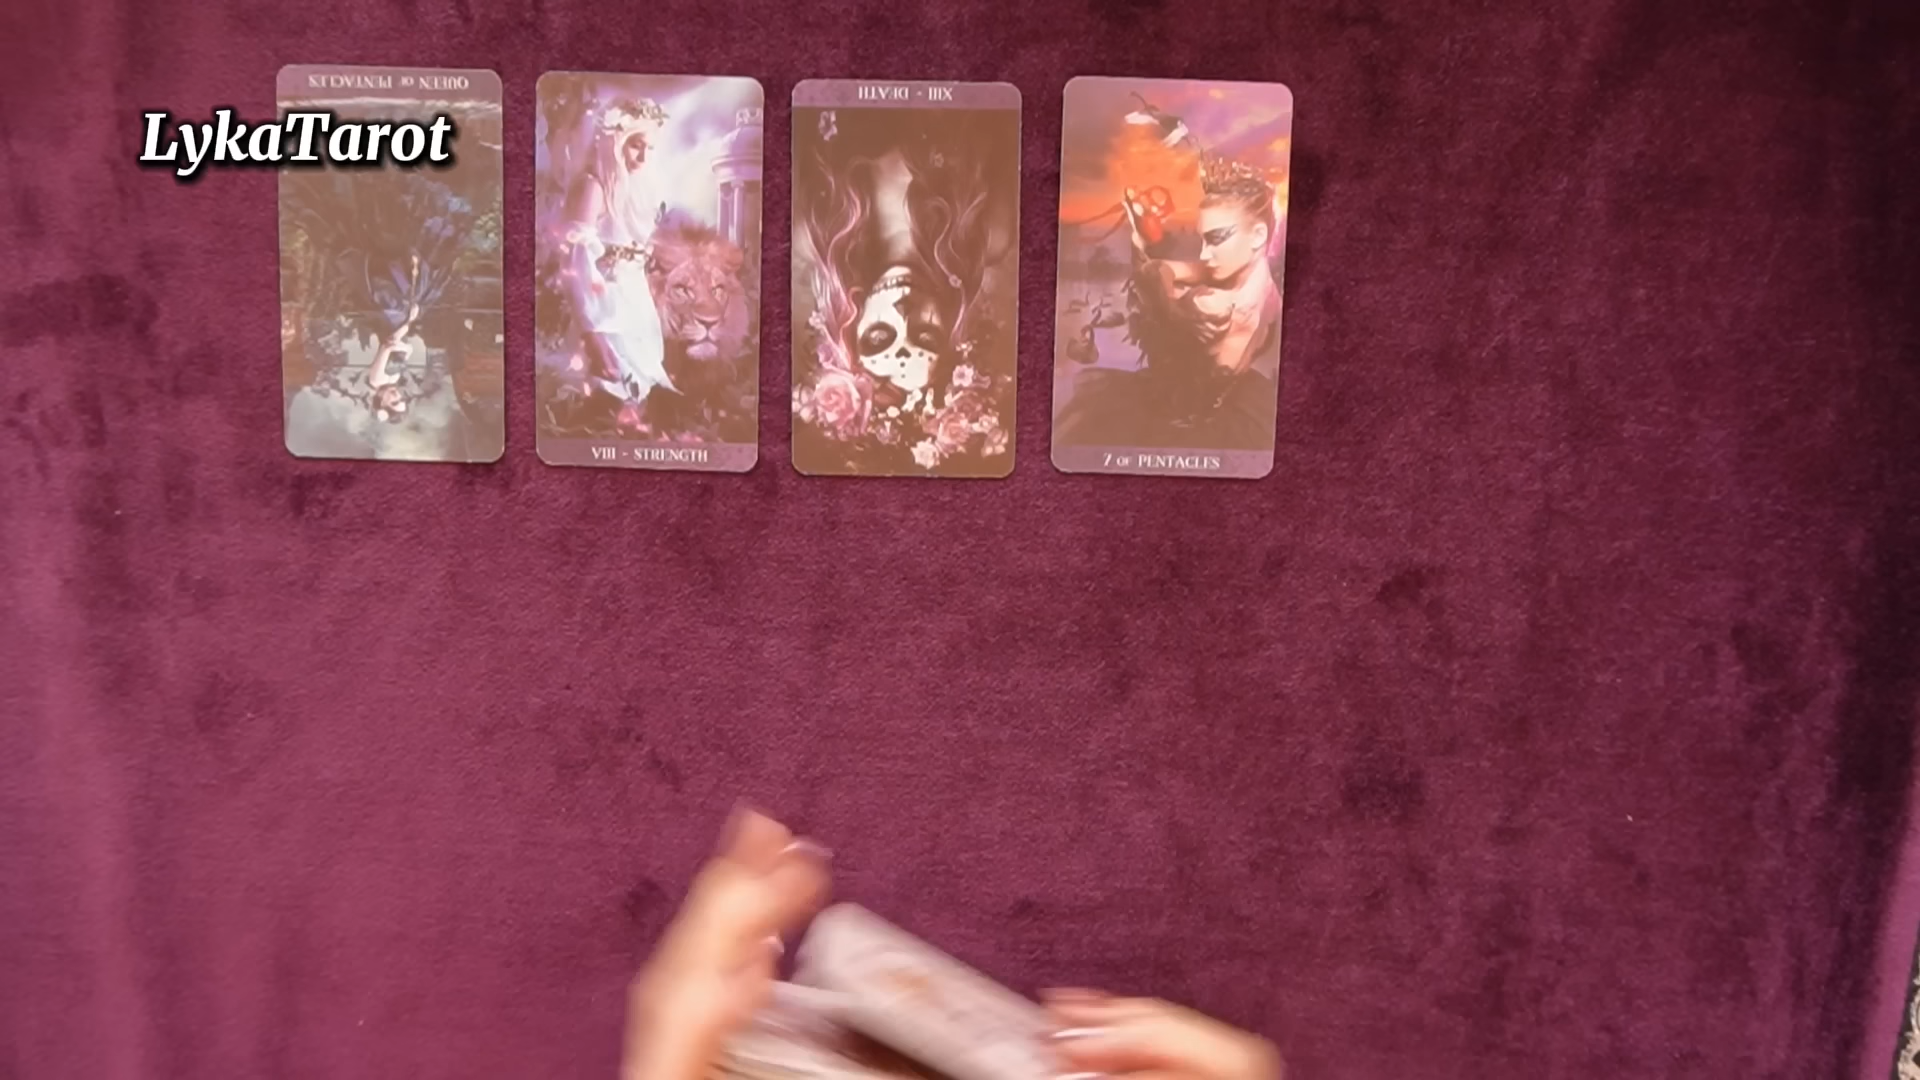 QUEEN OF PENTACLES
LykaTarot
VIII - STRENGTH
XIII - DEATH
7 OF PENTACLES